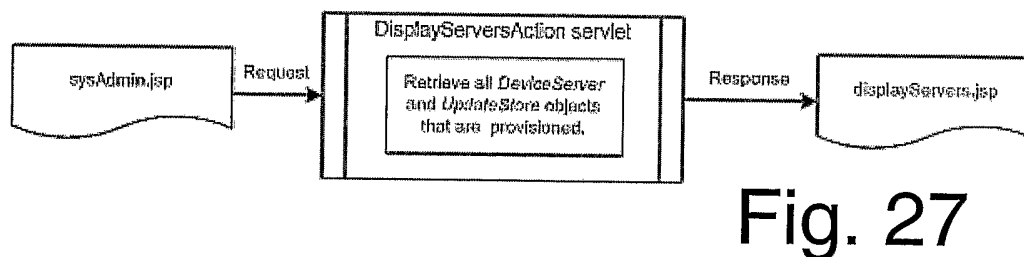 sysAdmin.jsp
Request
DisplayServersAction servlet
Retrieve all DeviceServer
and UpdateStore objects
that are provisioned.
Response
displayServers.jsp
Fig. 27